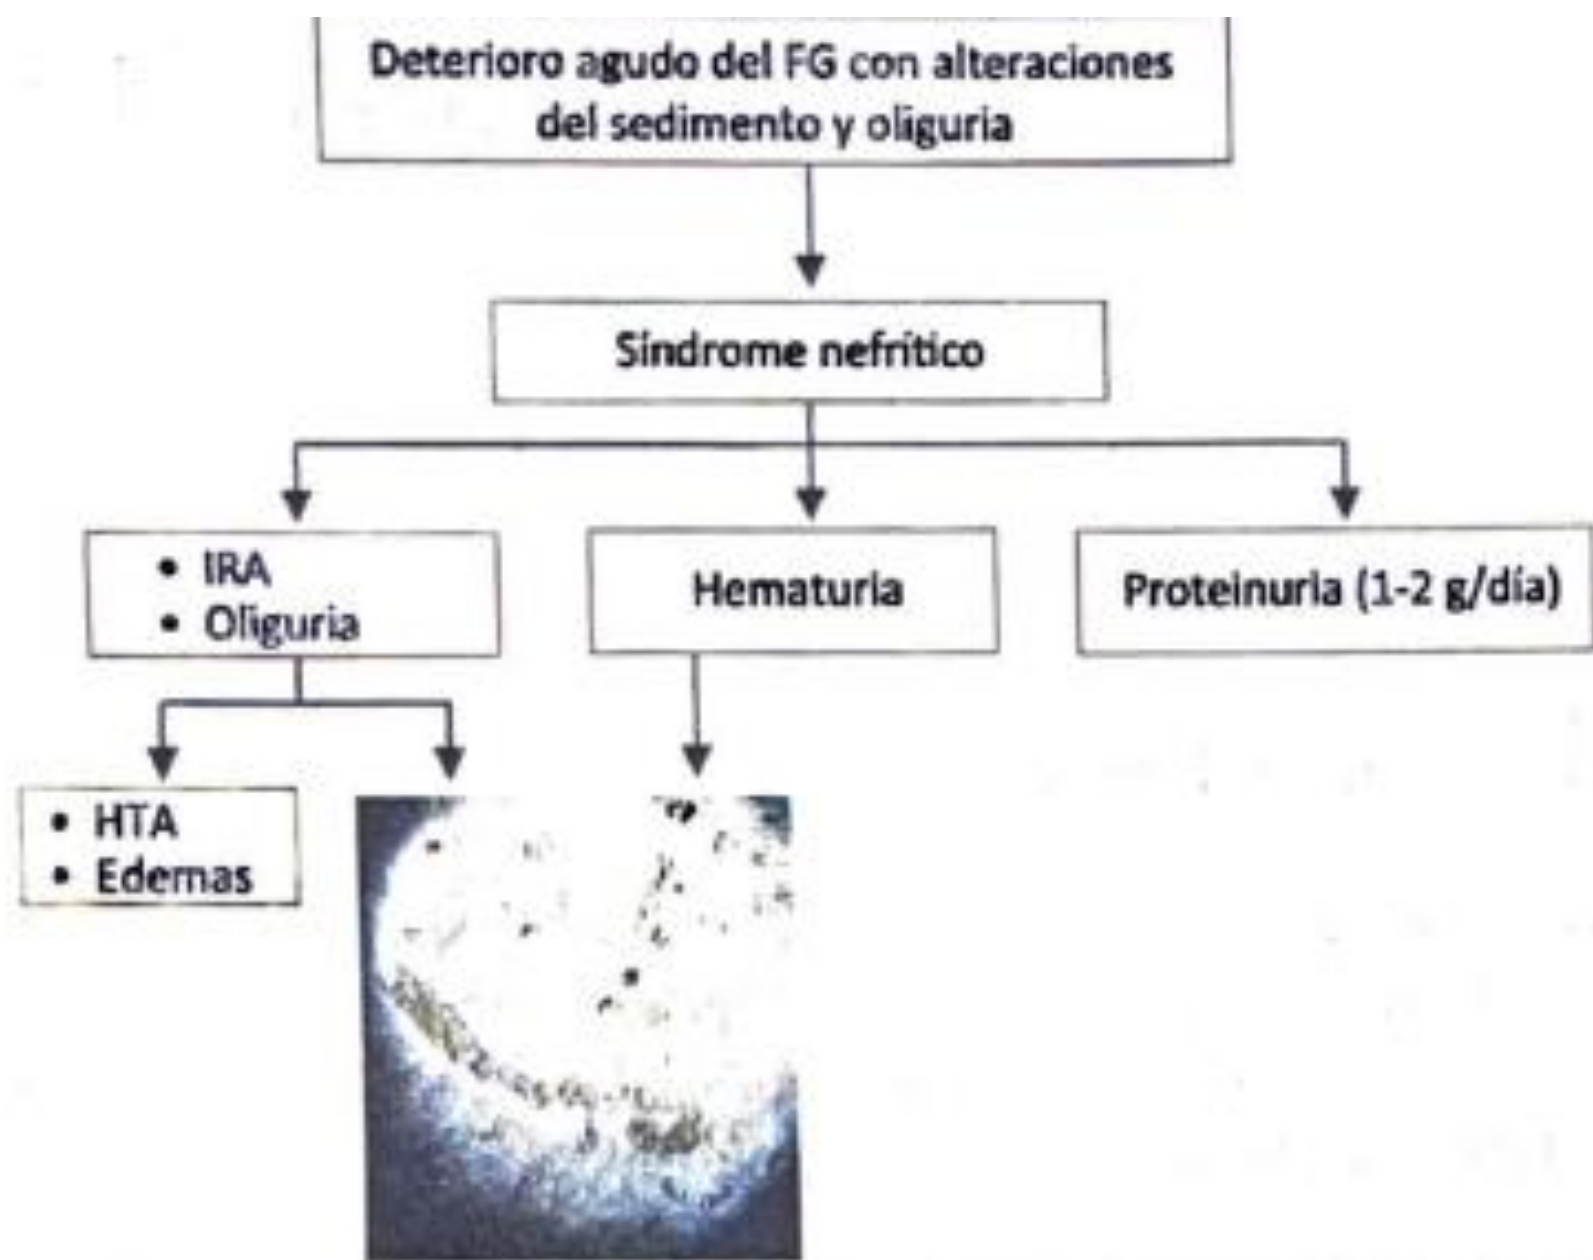 Deterioro agudo del FG con alteraciones
del sedimento y oliguria
Síndrome nefrítico
• IRA
• Oliguria
Hematuria
Proteinuria (1-2 g/día)
• HTA
• Edemas